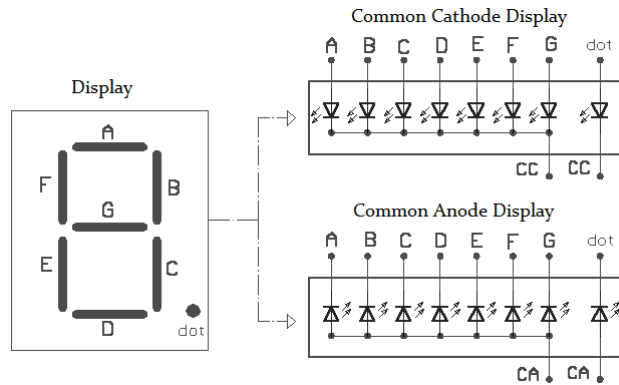 Common Cathode Display
A B C D E F G dot
CC CC
Display
A
F
B
G
E
C
D
dot
Common Anode Display
A B C D E F G dot
CA CA